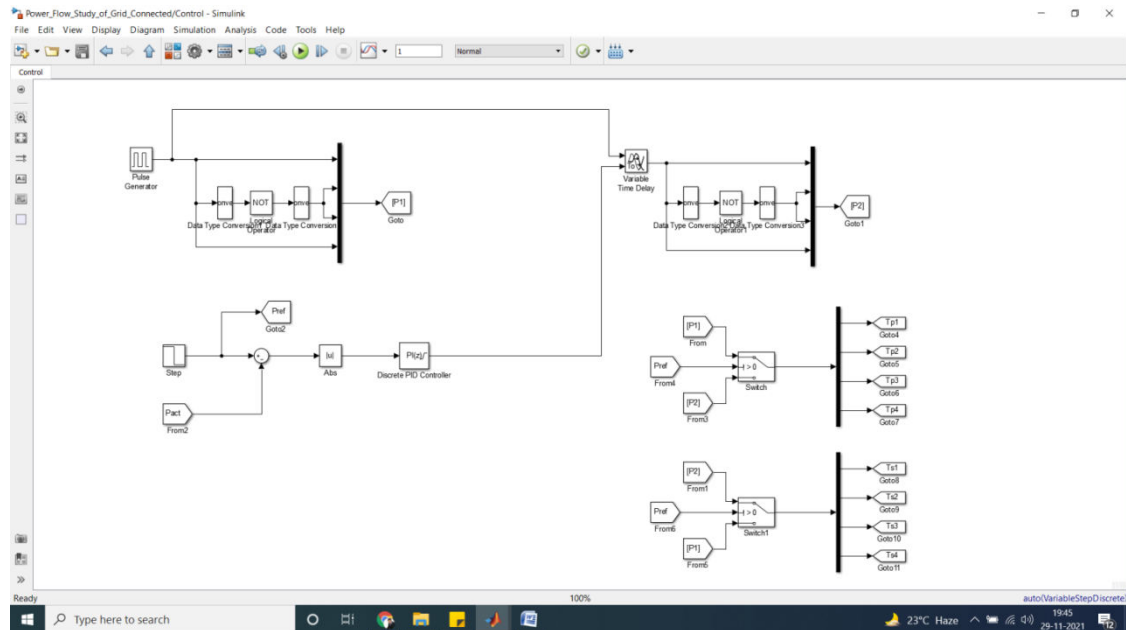 Power_Flow_Study_of_Grid_Connected/Control - Simulink
File Edit View Display Diagram Simulation Analysis Code Tools Help
1
Normal
Control
Pulse
Generator
onve
NOT
onve
Data Type Conversion1
Logical
Operator
Data Type Conversion
[P1]
Goto
Variable
Time Delay
onve
NOT
onve
Data Type Conversion2
Logical
Operator1
Data Type Conversion3
[P2]
Goto1
Pref
Goto2
Step
|u|
Abs
PI(z)
Discrete PID Controller
Pact
From2
[P1]
From
Pref
From4
> 0
Switch
[P2]
From3
Tp1
Goto4
Tp2
Goto5
Tp3
Goto6
Tp4
Goto7
[P2]
From1
Pref
From6
> 0
Switch1
[P1]
From5
Ts1
Goto8
Ts2
Goto9
Ts3
Goto10
Ts4
Goto11
Ready
100%
auto(VariableStepDiscrete)
Type here to search
23°C Haze
19:45
29-11-2021
12